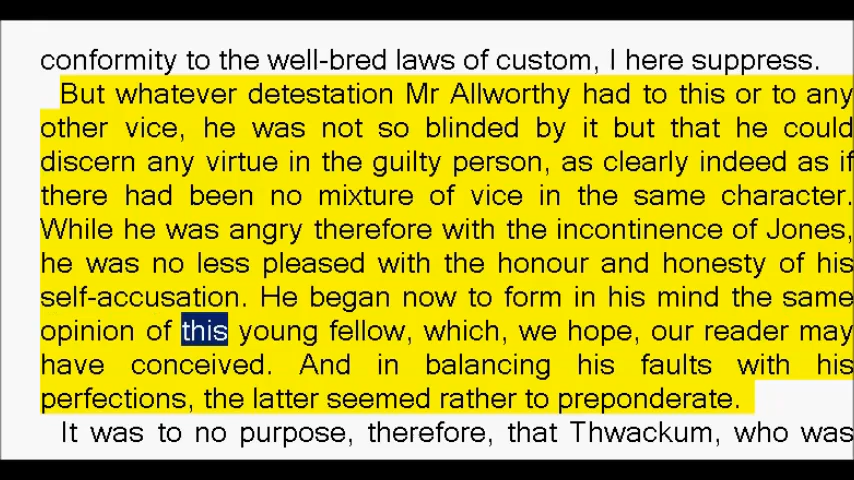 conformity to the well-bred laws of custom, I here suppress.
But whatever detestation Mr Allworthy had to this or to any
other vice, he was not so blinded by it but that he could
discern any virtue in the guilty person, as clearly indeed as if
there had been no mixture of vice in the same character.
While he was angry therefore with the incontinence of Jones,
he was no less pleased with the honour and honesty of his
self-accusation. He began now to form in his mind the same
opinion of this young fellow, which, we hope, our reader may
have conceived. And in balancing his faults with his
perfections, the latter seemed rather to preponderate.
It was to no purpose, therefore, that Thwackum, who was